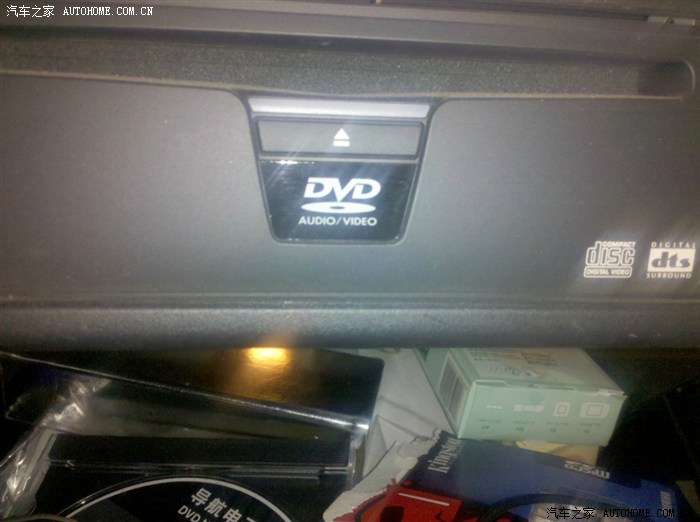 汽车之家 AUTOHOME.COM.CN
DVD
AUDIO/VIDEO
COMPACT
disc
DIGITAL VIDEO
DIGITAL
dts
SURROUND
导航电
DVD
汽车之家 AUTOHOME.COM.CN